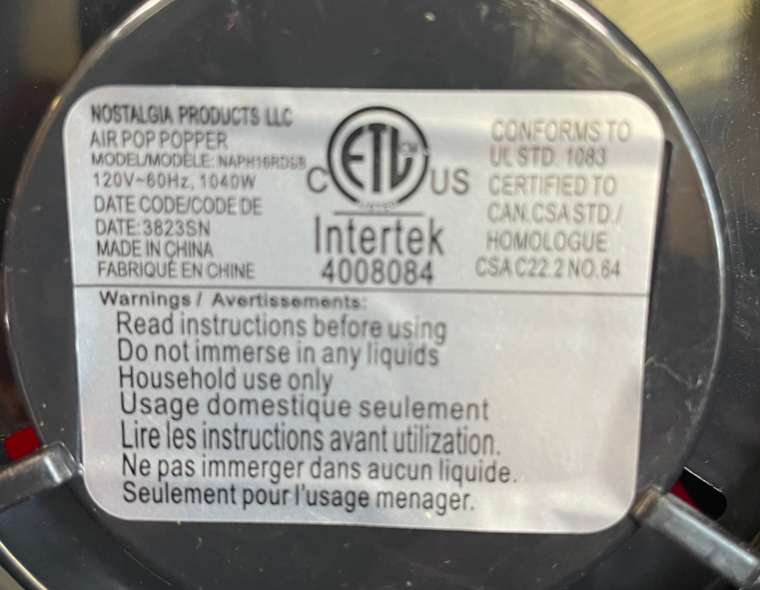 NOSTALGIA PRODUCTS LLC
AIR POP POPPER
MODEL/MODÈLE: NAPH16RDSB
120V~60Hz, 1040W
DATE CODE/CODE DE
DATE:3823SN
MADE IN CHINA
FABRIQUÉ EN CHINE
C ETL US
Intertek
4008084
CONFORMS TO
UL STD. 1083
CERTIFIED TO
CAN.CSA STD./
HOMOLOGUE
CSA C22.2 NO.64
Warnings / Avertissements:
Read instructions before using
Do not immerse in any liquids
Household use only
Usage domestique seulement
Lire les instructions avant utilization.
Ne pas immerger dans aucun liquide.
Seulement pour l'usage menager.